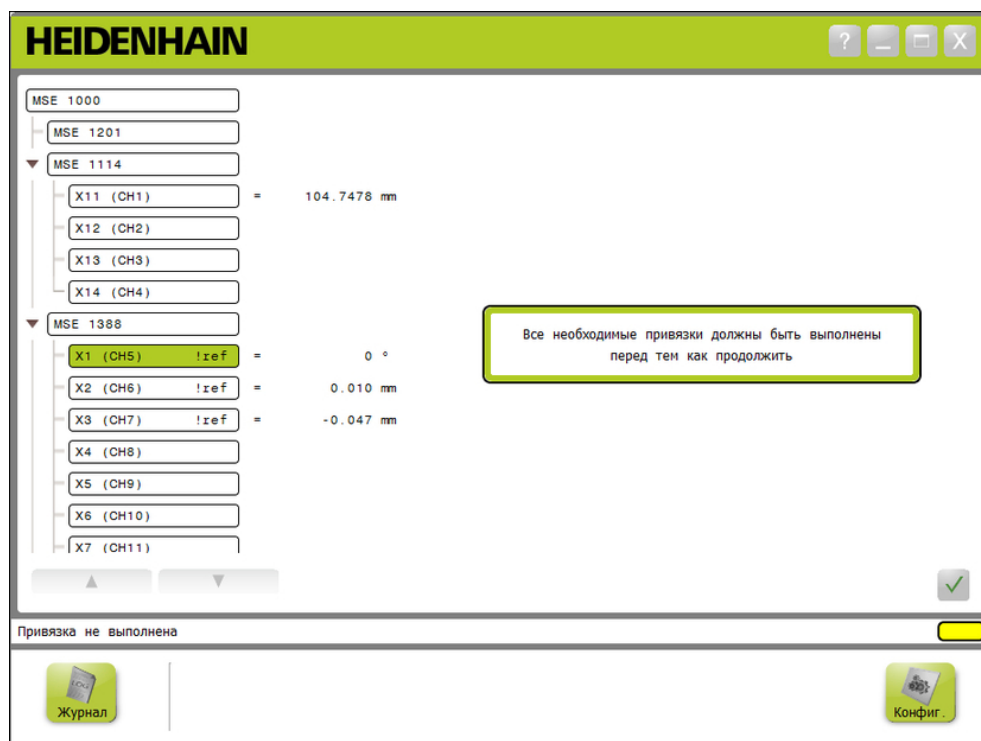 HEIDENHAIN
? _ X
MSE 1000
MSE 1201
MSE 1114
X11 (CH1) = 104.7478 mm
X12 (CH2)
X13 (CH3)
X14 (CH4)
MSE 1388
X1 (CH5) !ref = 0 °
X2 (CH6) !ref = 0.010 mm
X3 (CH7) !ref = -0.047 mm
X4 (CH8)
X5 (CH9)
X6 (CH10)
X7 (CH11)
Все необходимые привязки должны быть выполнены
перед тем как продолжить
Привязка не выполнена
LOG
Журнал
Конфиг.